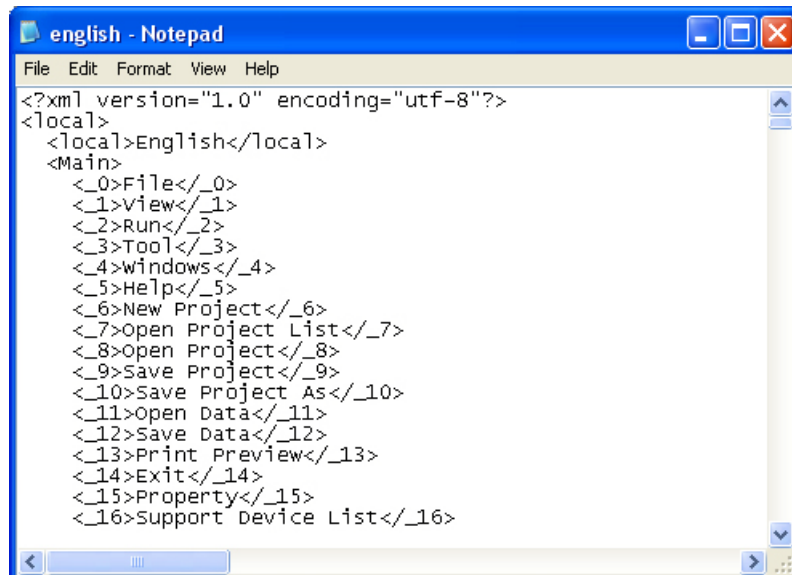 english - Notepad
File Edit Format View Help
<?xml version="1.0" encoding="utf-8"?>
<local>
<local>English</local>
<Main>
<_0>File</_0>
<_1>View</_1>
<_2>Run</_2>
<_3>Tool</_3>
<_4>Windows</_4>
<_5>Help</_5>
<_6>New Project</_6>
<_7>Open Project List</_7>
<_8>Open Project</_8>
<_9>Save Project</_9>
<_10>Save Project As</_10>
<_11>Open Data</_11>
<_12>Save Data</_12>
<_13>Print Preview</_13>
<_14>Exit</_14>
<_15>Property</_15>
<_16>Support Device List</_16>